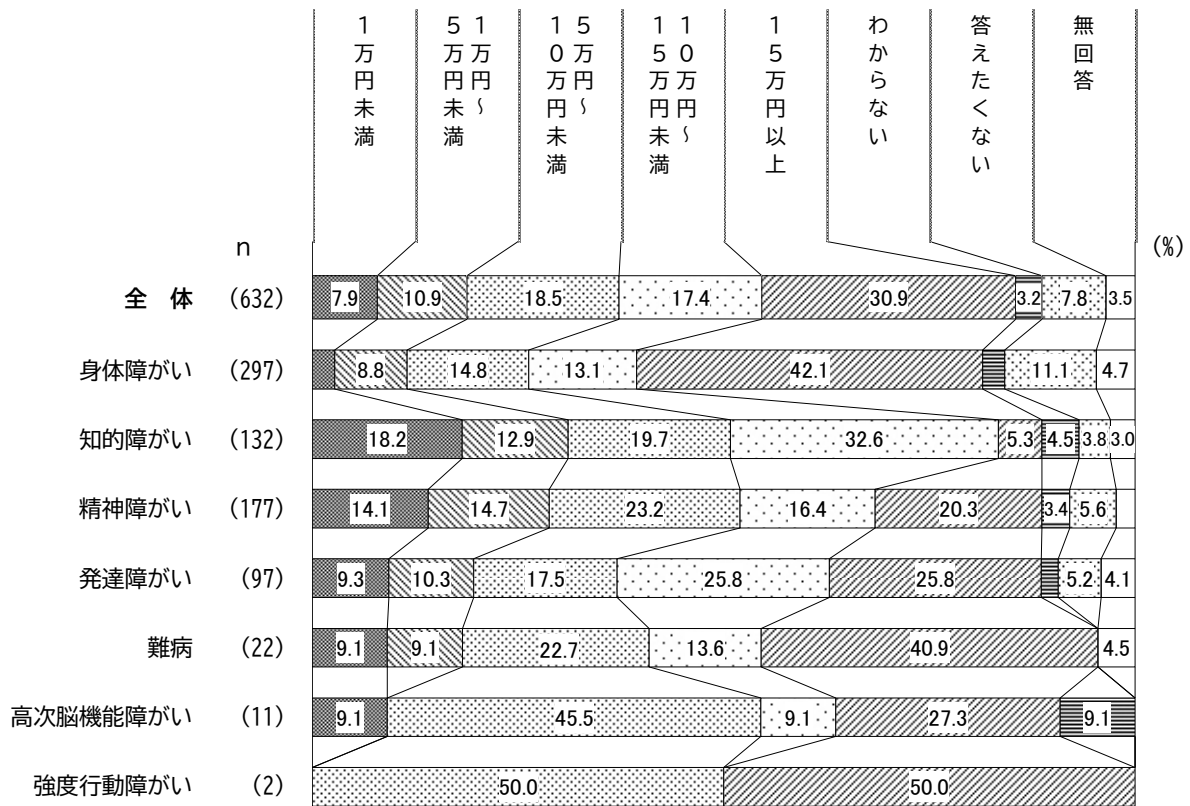 1万円未満
1万円～
5万円未満
5万円～
10万円未満
10万円～
15万円未満
15万円以上
わからない
答えたくない
無回答
n
(%)
全 体 (632) 7.9 10.9 18.5 17.4 30.9 3.2 7.8 3.5
身体障がい (297) 8.8 14.8 13.1 42.1 11.1 4.7
知的障がい (132) 18.2 12.9 19.7 32.6 5.3 4.5 3.8 3.0
精神障がい (177) 14.1 14.7 23.2 16.4 20.3 3.4 5.6
発達障がい (97) 9.3 10.3 17.5 25.8 25.8 5.2 4.1
難病 (22) 9.1 9.1 22.7 13.6 40.9 4.5
高次脳機能障がい (11) 9.1 45.5 9.1 27.3 9.1
強度行動障がい (2) 50.0 50.0